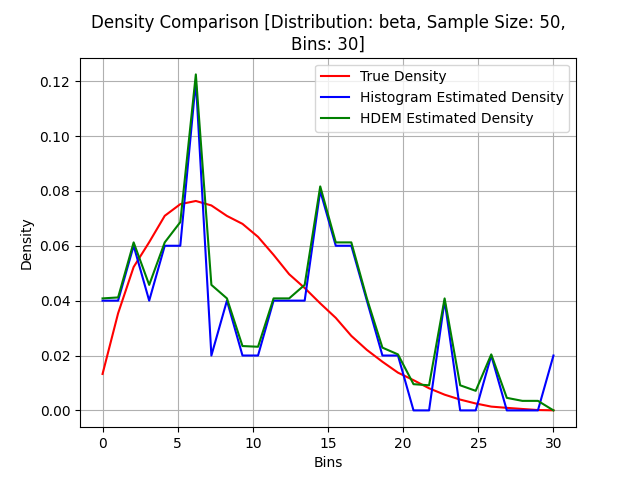 Density Comparison [Distribution: beta, Sample Size: 50,
Bins: 30]
True Density
Histogram Estimated Density
HDEM Estimated Density
Density
0.12
0.10
0.08
0.06
0.04
0.02
0.00
0 5 10 15 20 25 30
Bins